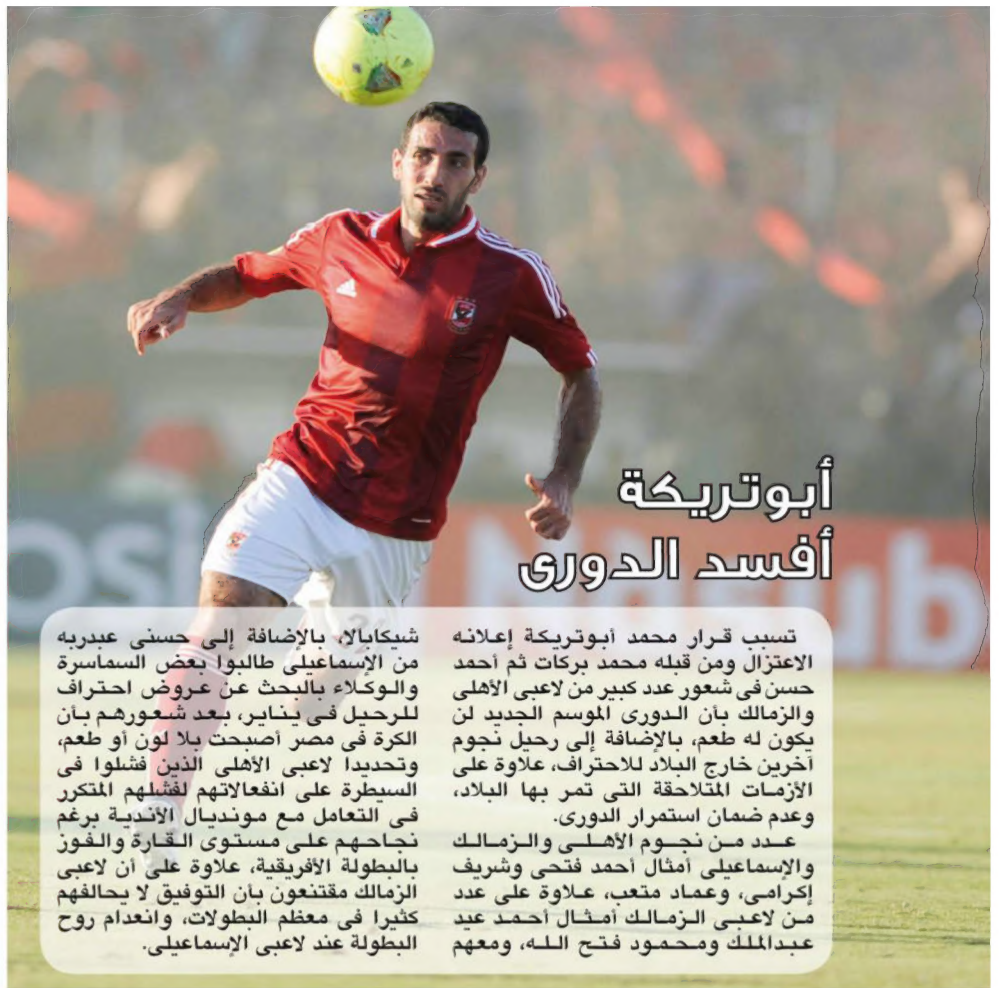 أبوتريكة
أفسد الدورى
تسبب قرار محمد أبوتريكة إعلانه
الاعتزال ومن قبله محمد بركات ثم أحمد
حسن فى شعور عدد كبير من لاعبى الأهلى
والزمالك بأن الدورى الموسم الجديد لن
يكون له طعم، بالإضافة إلى رحيل نجوم
آخرين خارج البلاد للاحتراف، علاوة على
الأزمات المتلاحقة التى تمر بها البلاد،
وعدم ضمان استمرار الدورى.
عدد من نجوم الأهلى والزمالك
والإسماعيلى أمثال أحمد فتحى وشريف
إكرامى، وعماد متعب، علاوة على عدد
من لاعبى الزمالك أمثال أحمد عيد
عبدالملك ومحمود فتح الله، ومعهم
شيكابالا، بالإضافة إلى حسنى عبدربه
من الإسماعيلى طالبوا بعض السماسرة
والوكلاء بالبحث عن عروض احتراف
للرحيل فى يناير، بعد شعورهم بأن
الكرة فى مصر أصبحت بلا لون أو طعم،
وتحديدا لاعبى الأهلى الذين فشلوا فى
السيطرة على انفعالاتهم لفشلهم المتكرر
فى التعامل مع مونديال الأندية برغم
نجاحهم على مستوى القارة والفوز
بالبطولة الأفريقية، علاوة على أن لاعبى
الزمالك مقتنعون بأن التوفيق لا يحالفهم
كثيرا فى معظم البطولات، وانعدام روح
البطولة عند لاعبى الإسماعيلى.